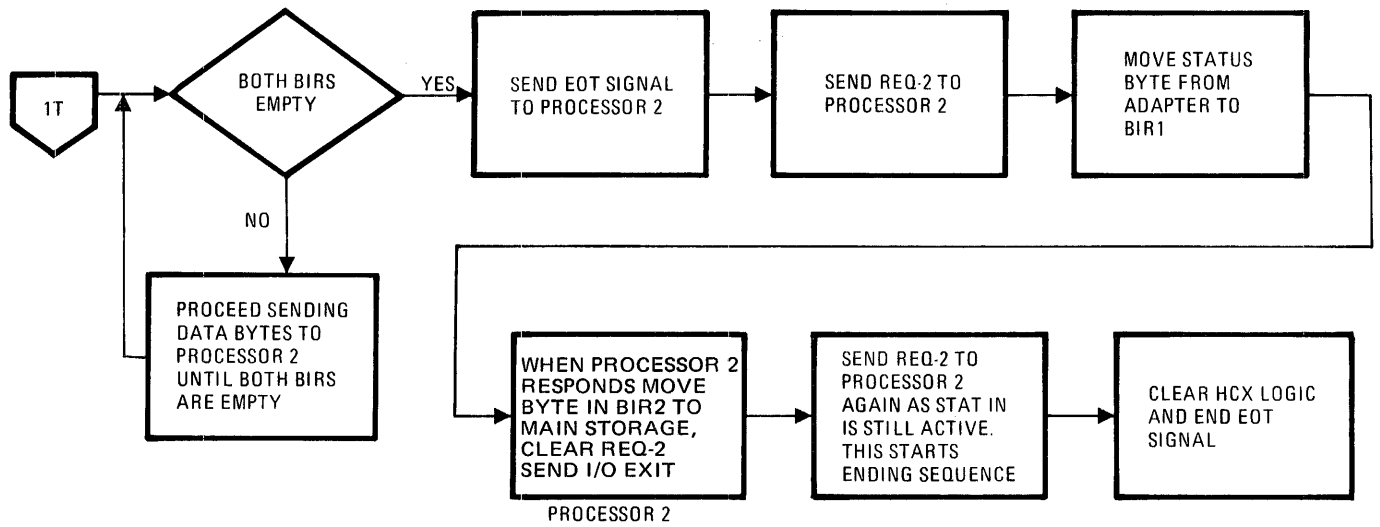 1T
BOTH BIRS
EMPTY
YES
SEND EOT SIGNAL
TO PROCESSOR 2
SEND REQ-2 TO
PROCESSOR 2
MOVE STATUS
BYTE FROM
ADAPTER TO
BIR1
NO
PROCEED SENDING
DATA BYTES TO
PROCESSOR 2
UNTIL BOTH BIRS
ARE EMPTY
WHEN PROCESSOR 2
RESPONDS MOVE
BYTE IN BIR2 TO
MAIN STORAGE,
CLEAR REQ-2
SEND I/O EXIT
PROCESSOR 2
SEND REQ-2 TO
PROCESSOR 2
AGAIN AS STAT IN
IS STILL ACTIVE.
THIS STARTS
ENDING SEQUENCE
CLEAR HCX LOGIC
AND END EOT
SIGNAL